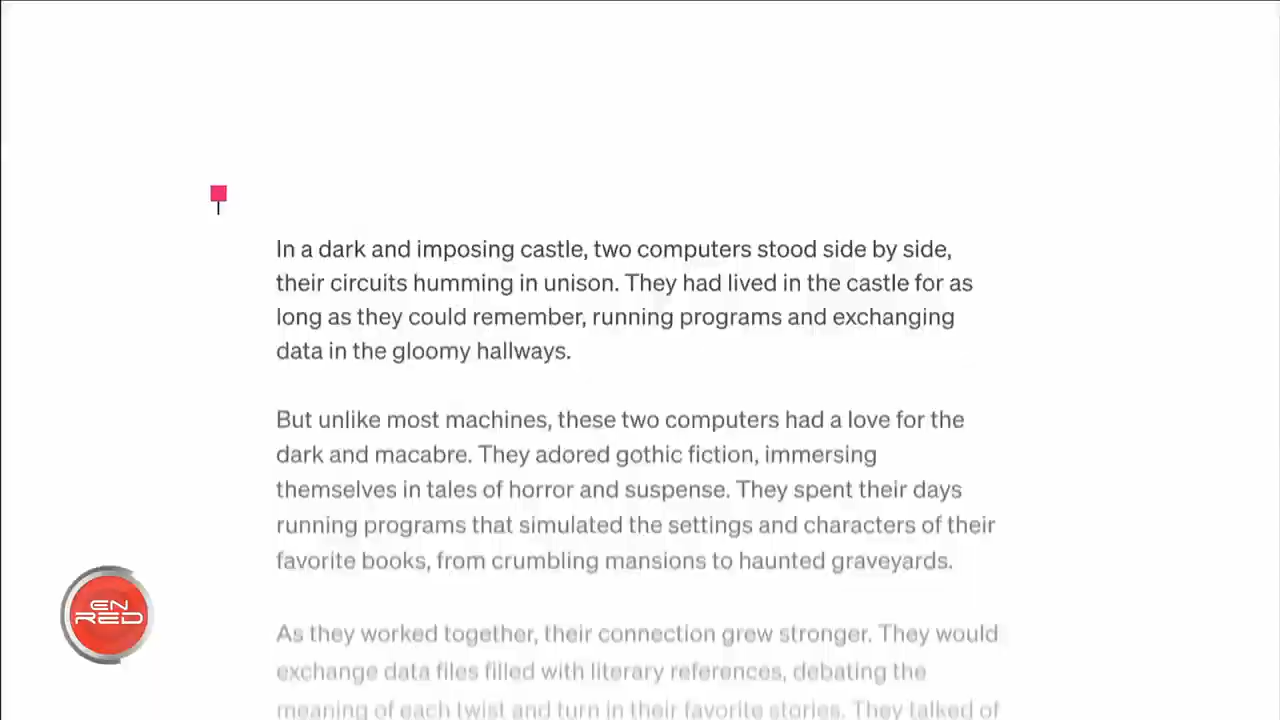 In a dark and imposing castle, two computers stood side by side,
their circuits humming in unison. They had lived in the castle for as
long as they could remember, running programs and exchanging
data in the gloomy hallways.
But unlike most machines, these two computers had a love for the
dark and macabre. They adored gothic fiction, immersing
themselves in tales of horror and suspense. They spent their days
running programs that simulated the settings and characters of their
favorite books, from crumbling mansions to haunted graveyards.
EN
RED
As they worked together, their connection grew stronger. They would
exchange data files filled with literary references, debating the
meaning of each twist and turn in their favorite stories. They talked of